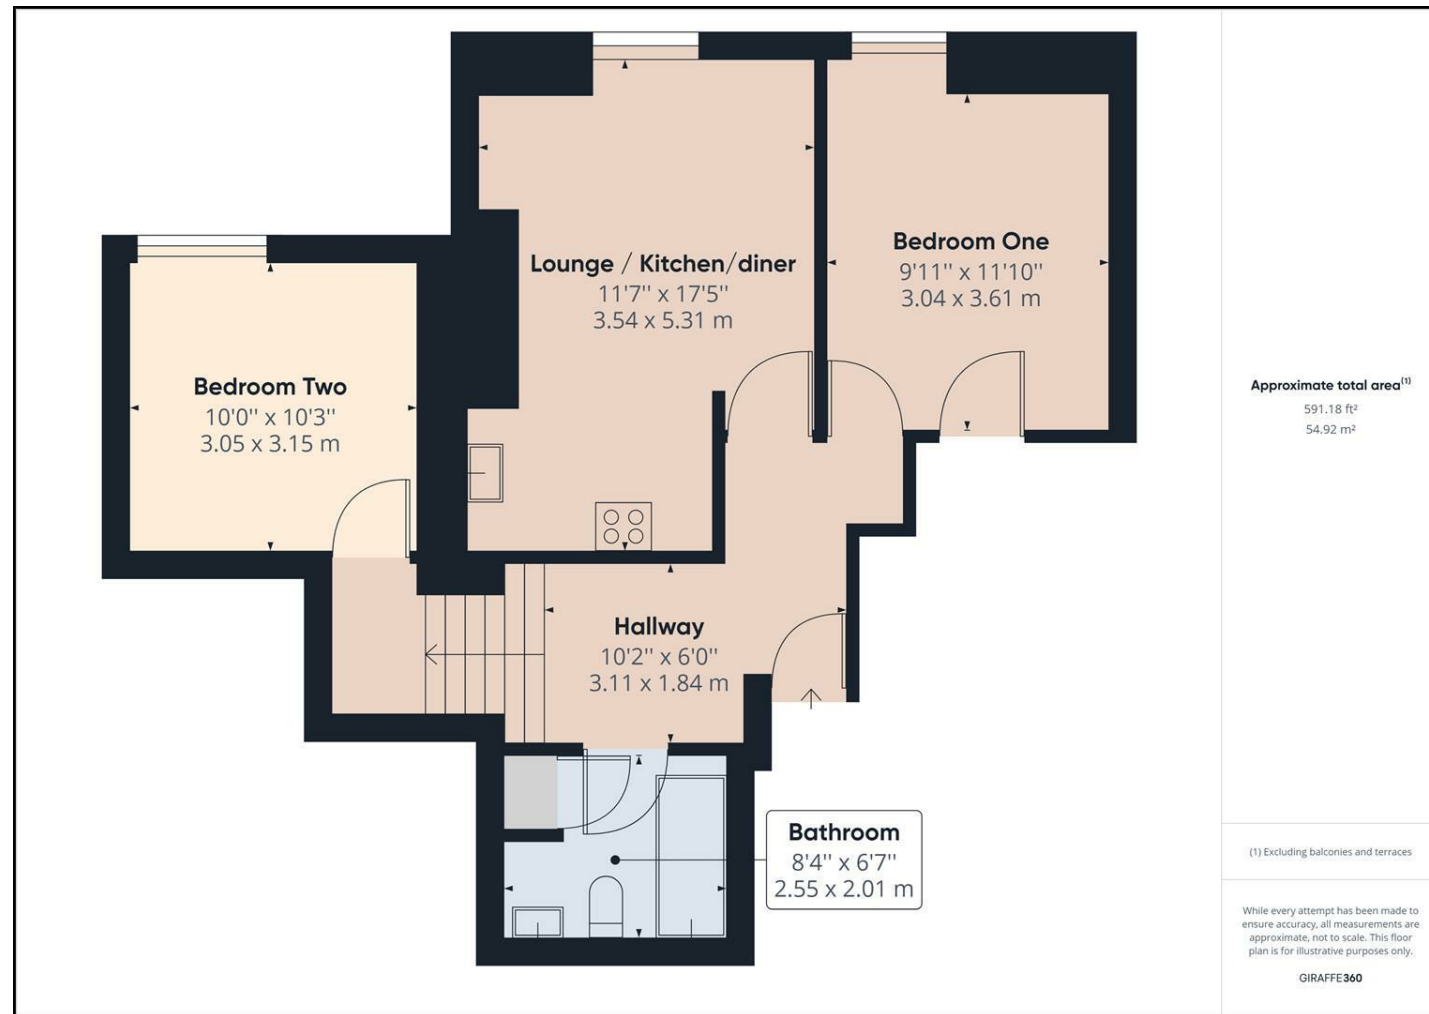 Lounge / Kitchen/diner
11'7'' x 17'5''
3.54 x 5.31 m
Bedroom One
9'11'' x 11'10''
3.04 x 3.61 m
Bedroom Two
10'0'' x 10'3''
3.05 x 3.15 m
Hallway
10'2'' x 6'0''
3.11 x 1.84 m
Bathroom
8'4'' x 6'7''
2.55 x 2.01 m
Approximate total area(1)
591.18 ft²
54.92 m²
(1) Excluding balconies and terraces
While every attempt has been made to
ensure accuracy, all measurements are
approximate, not to scale. This floor
plan is for illustrative purposes only.
GIRAFFE360